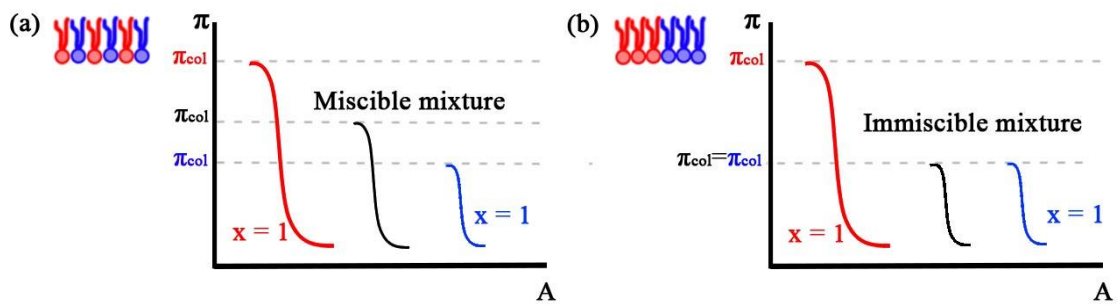 (a)
π
πcol
Miscible mixture
πcol
πcol
x = 1
x = 1
A
(b)
π
πcol
Immiscible mixture
πcol=πcol
x = 1
x = 1
A